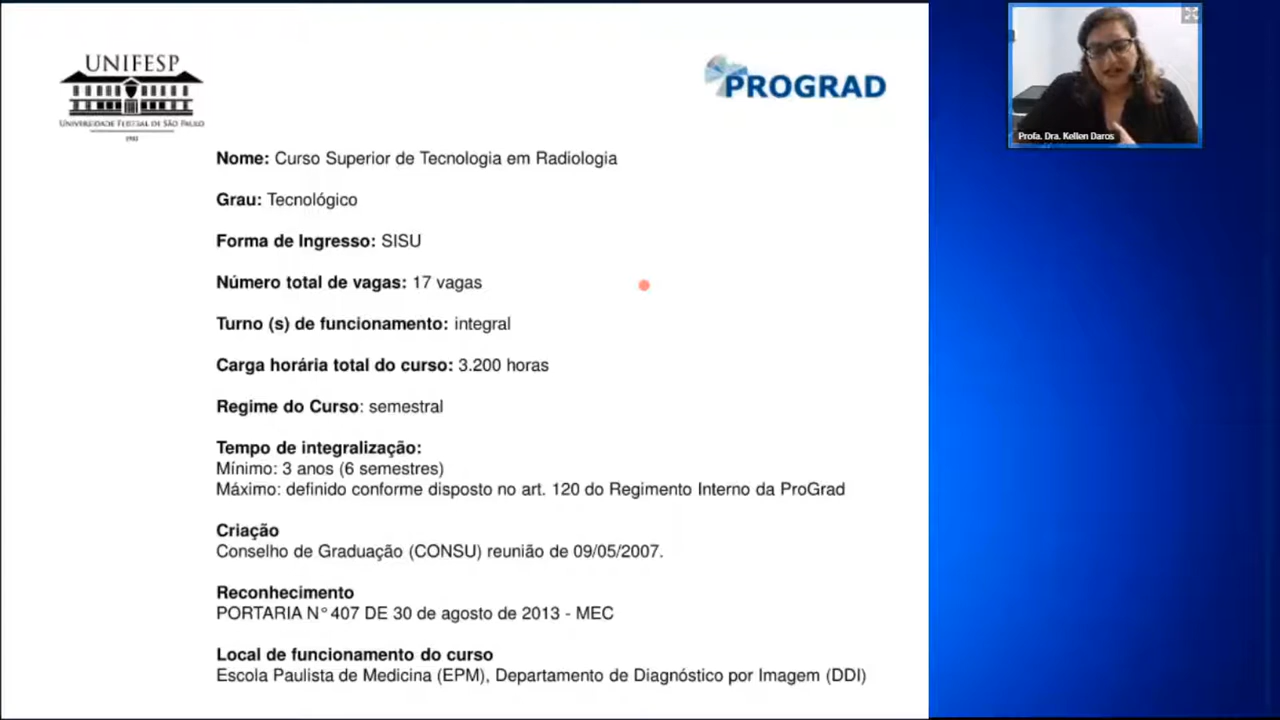 UNIFESP
UNIVERSIDADE FEDERAL DE SÃO PAULO
1933
PROGRAD
Profa. Dra. Kellen Daros
Nome: Curso Superior de Tecnologia em Radiologia
Grau: Tecnológico
Forma de Ingresso: SISU
Número total de vagas: 17 vagas
Turno (s) de funcionamento: integral
Carga horária total do curso: 3.200 horas
Regime do Curso: semestral
Tempo de integralização:
Mínimo: 3 anos (6 semestres)
Máximo: definido conforme disposto no art. 120 do Regimento Interno da ProGrad
Criação
Conselho de Graduação (CONSU) reunião de 09/05/2007.
Reconhecimento
PORTARIA N° 407 DE 30 de agosto de 2013 - MEC
Local de funcionamento do curso
Escola Paulista de Medicina (EPM), Departamento de Diagnóstico por Imagem (DDI)